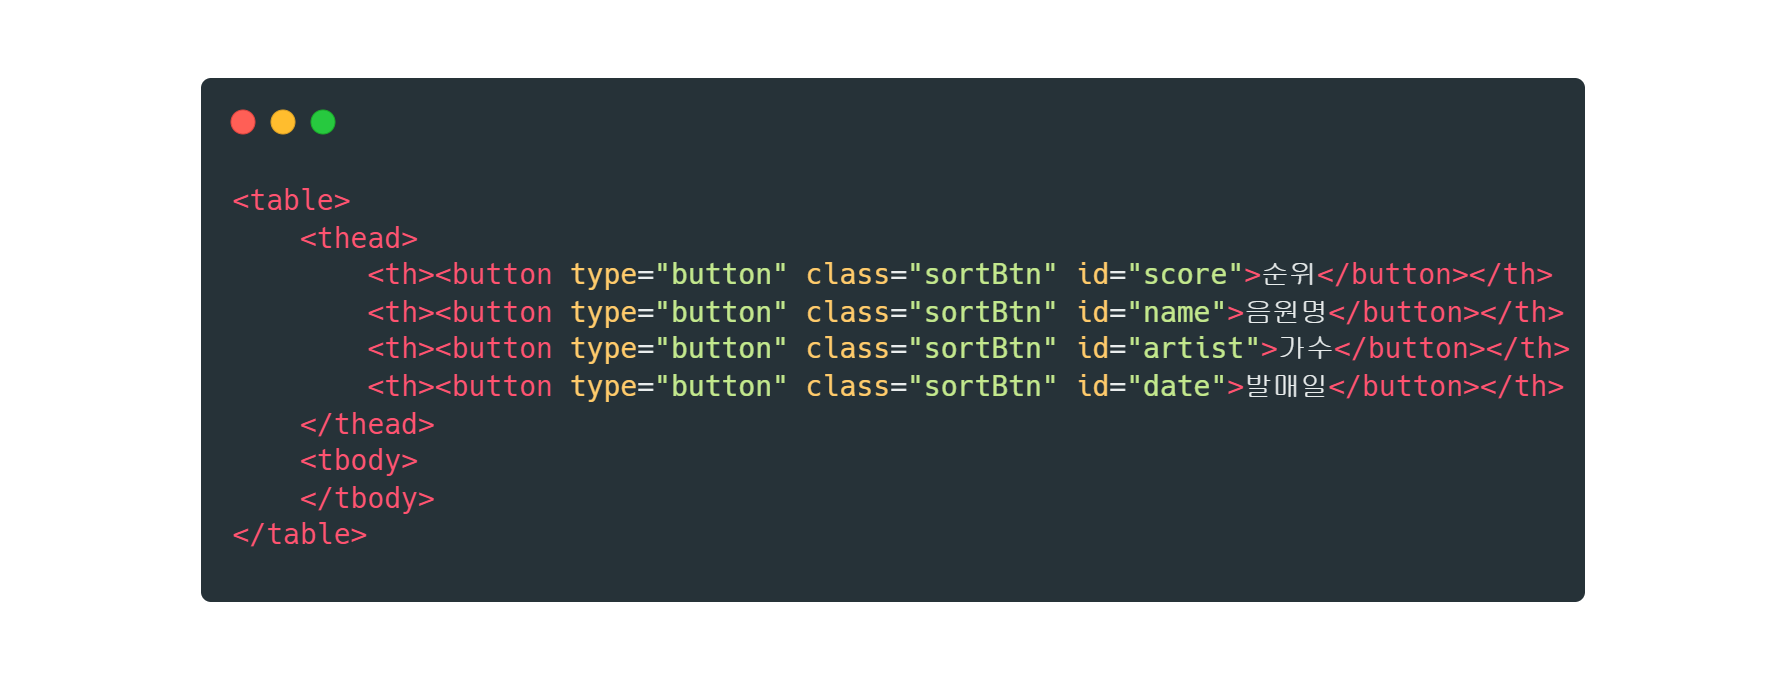 <table>
    <thead>
        <th><button type="button" class="sortBtn" id="score">순위</button></th>
        <th><button type="button" class="sortBtn" id="name">음원명</button></th>
        <th><button type="button" class="sortBtn" id="artist">가수</button></th>
        <th><button type="button" class="sortBtn" id="date">발매일</button></th>
    </thead>
    <tbody>
    </tbody>
</table>